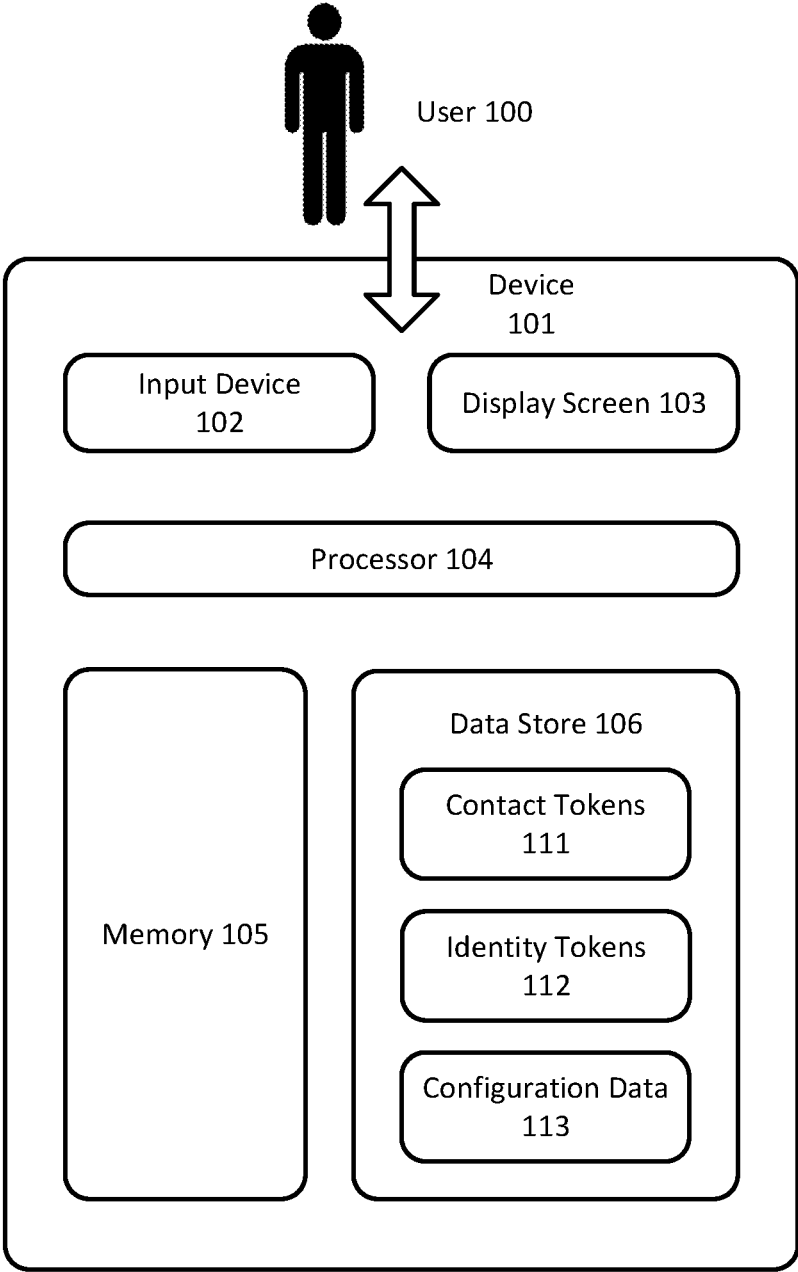 User 100
Device
101
Input Device
102
Display Screen 103
Processor 104
Memory 105
Data Store 106
Contact Tokens
111
Identity Tokens
112
Configuration Data
113